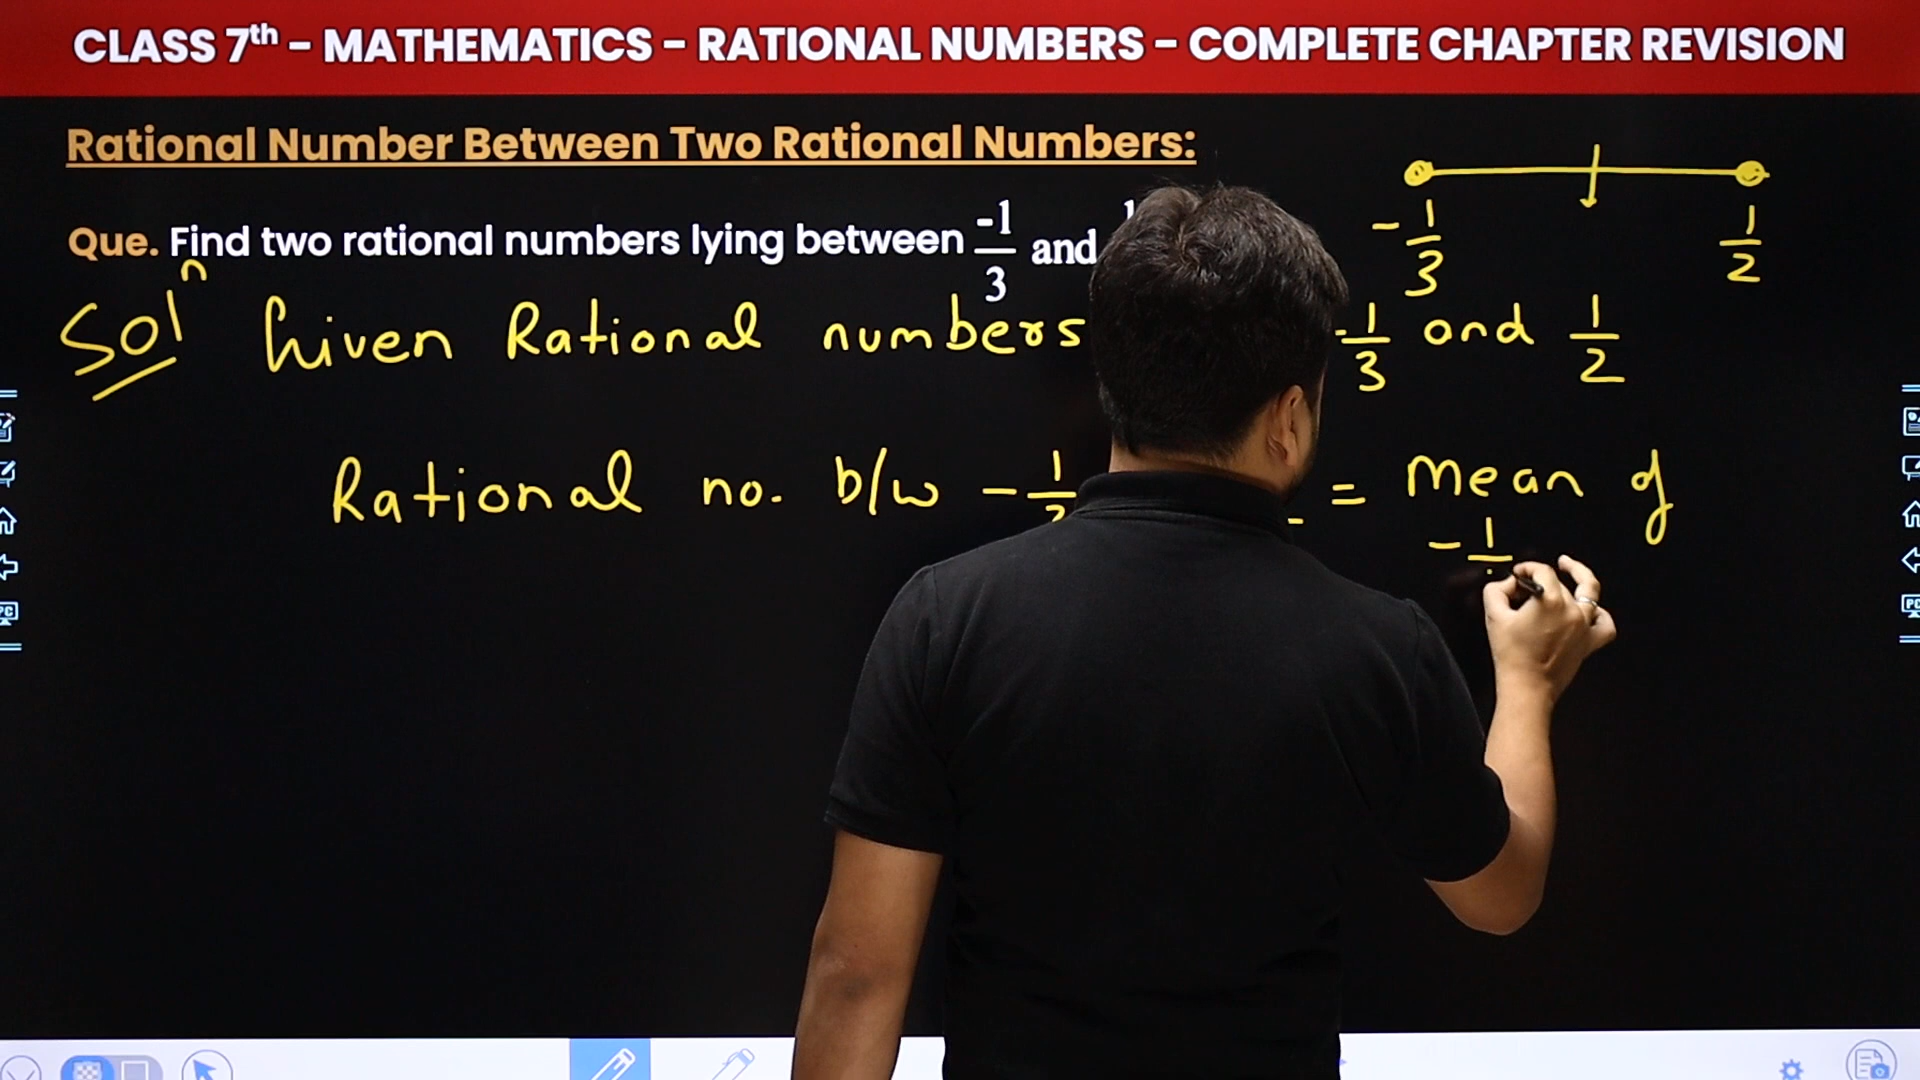 CLASS 7th - MATHEMATICS - RATIONAL NUMBERS - COMPLETE CHAPTER REVISION
Rational Number Between Two Rational Numbers:
Que. Find two rational numbers lying between -1/3 and
-1/3 1/2
Soln Given Rational numbers -1/3 and 1/2
Rational no. b/w -1 = Mean of
-1